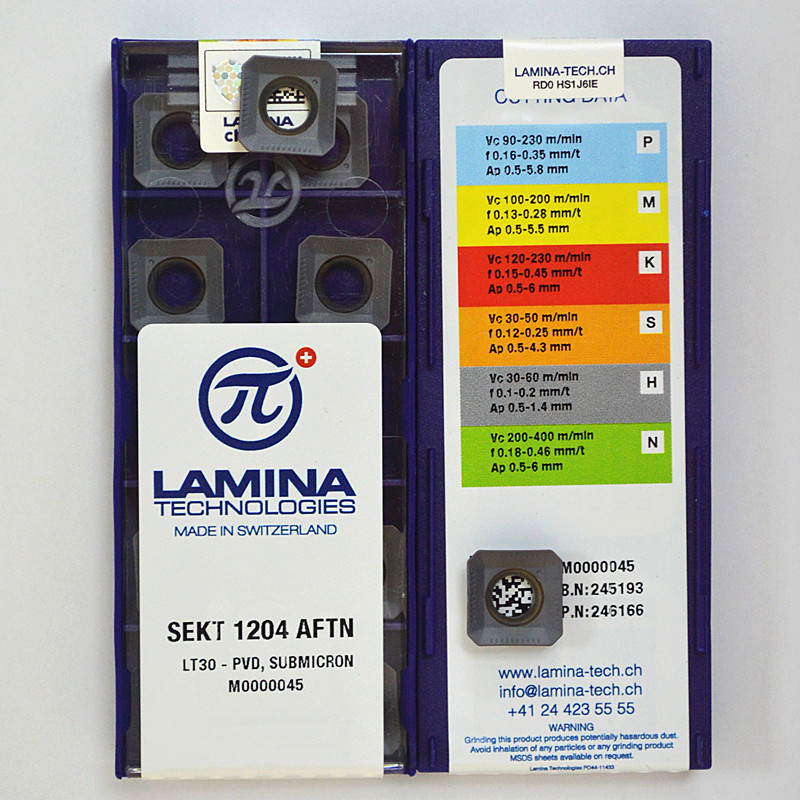 LAMINA-TECH.CH
RD0 HS1J6IE
CUTTING DATA
Vc 90-230 m/min
f 0.16-0.35 mm/t
Ap 0.5-5.8 mm
P
Vc 100-200 m/min
f 0.13-0.28 mm/t
Ap 0.5-5.5 mm
M
Vc 120-230 m/min
f 0.15-0.45 mm/t
Ap 0.5-6 mm
K
Vc 30-50 m/min
f 0.12-0.25 mm/t
Ap 0.5-4.3 mm
S
Vc 30-60 m/min
f 0.1-0.2 mm/t
Ap 0.5-1.4 mm
H
Vc 200-400 m/min
f 0.18-0.46 mm/t
Ap 0.5-6 mm
N
π
LAMINA
TECHNOLOGIES
MADE IN SWITZERLAND
SEKT 1204 AFTN
LT30 - PVD, SUBMICRON
M0000045
M0000045
B.N:245193
P.N:246166
www.lamina-tech.ch
info@lamina-tech.ch
+41 24 423 55 55
WARNING
Grinding this product produces potentially hazardous dust.
Avoid inhalation of any particles or any grinding product
MSDS sheets available on request.
Lamina Technologies PO44-11433